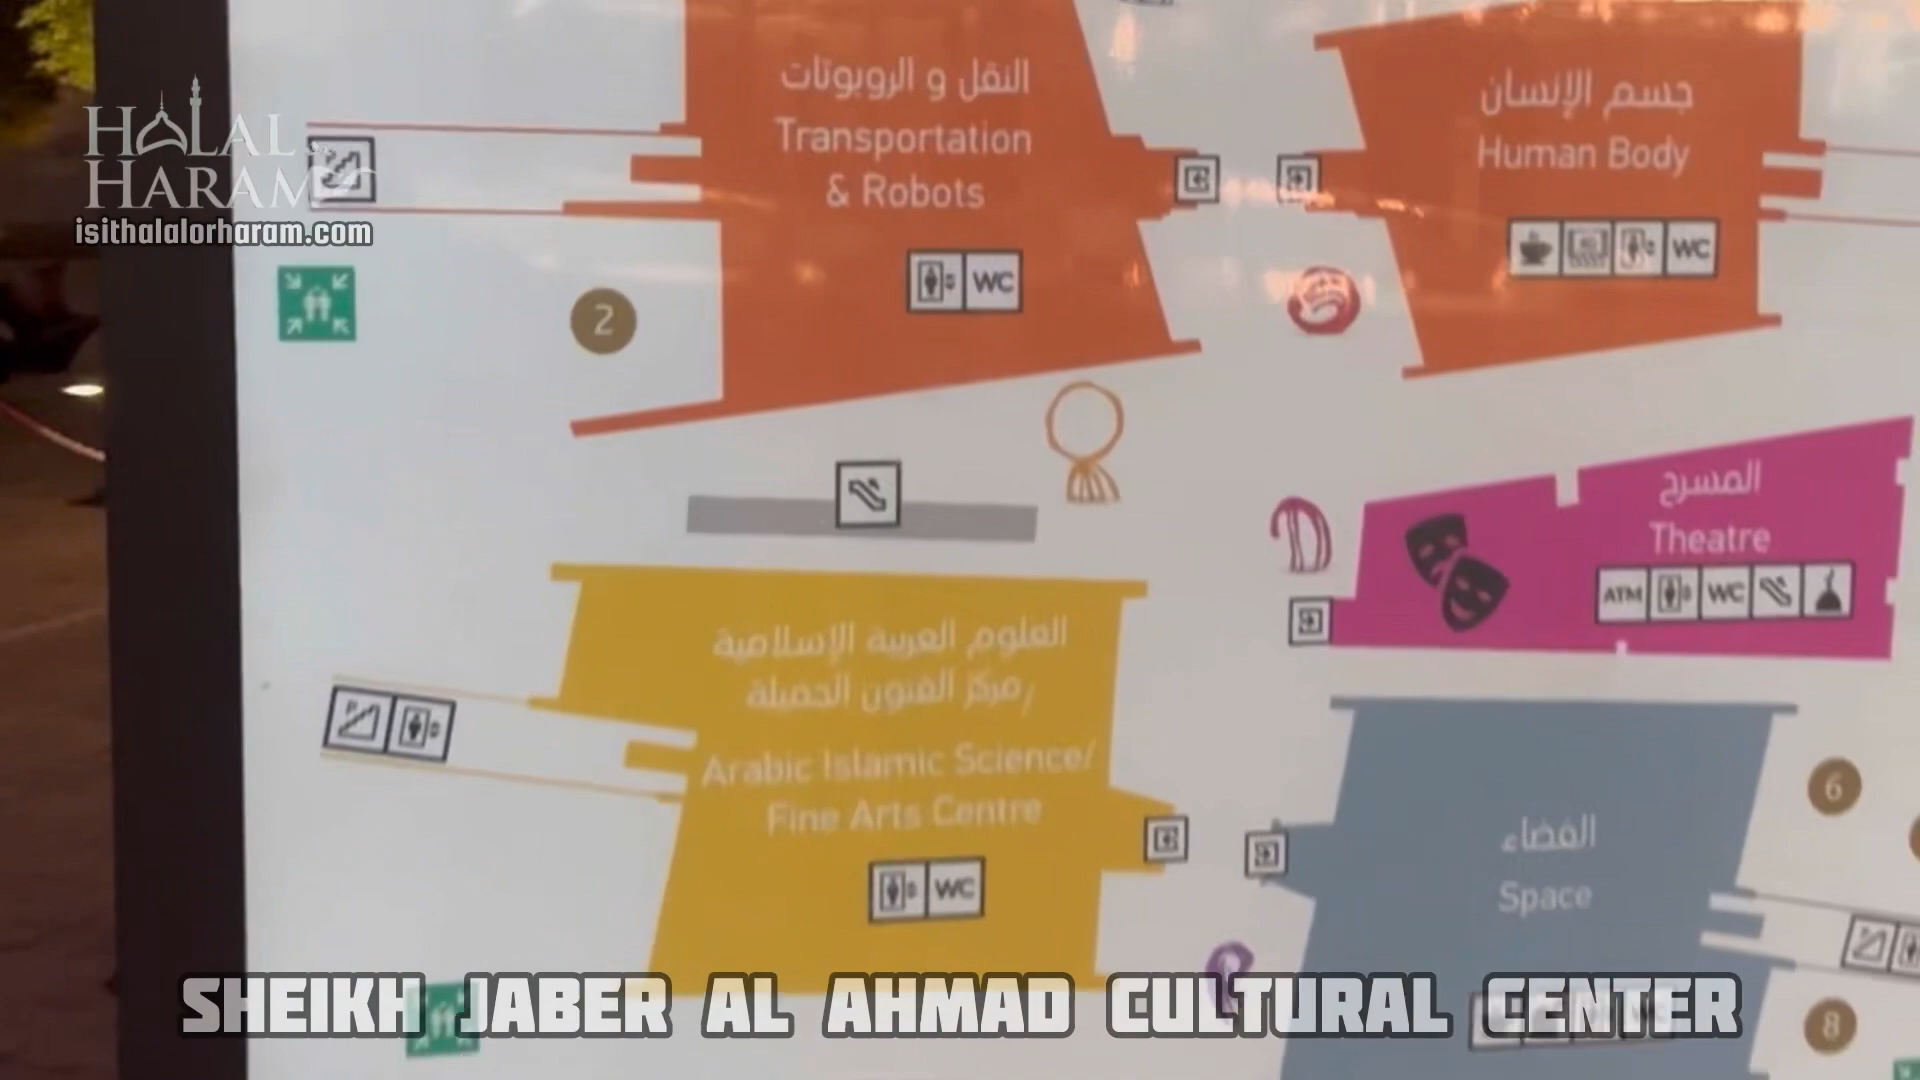 HALAL
OR
HARAM
isithalalorharam.com
النقل و الروبوتات
Transportation
& Robots
WC
2
جسم الإنسان
Human Body
WC
المسرح
Theatre
ATM
WC
العلوم العربية الإسلامية
/مركز الفنون الجميلة
Arabic Islamic Science/
Fine Arts Centre
WC
الفضاء
Space
6
8
SHEIKH JABER AL AHMAD CULTURAL CENTER